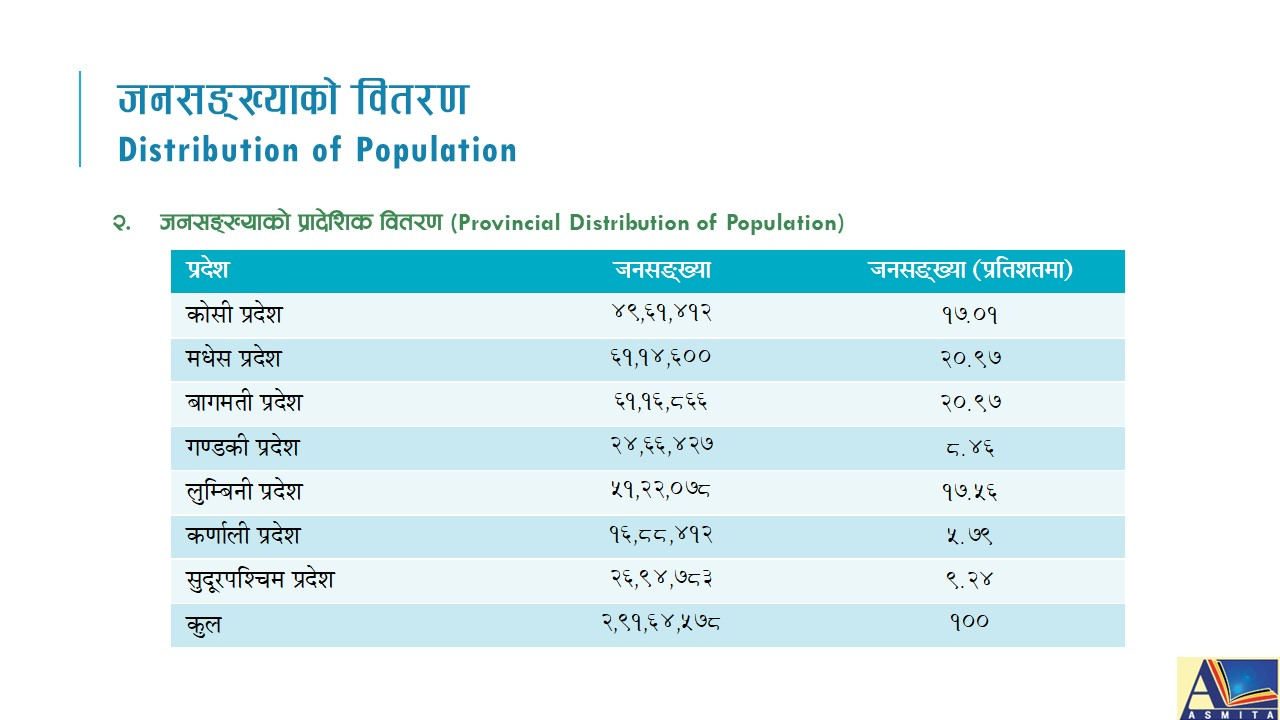 जनसङ्ख्याको वितरण
Distribution of Population
२. जनसङ्ख्याको प्रादेशिक वितरण (Provincial Distribution of Population)
प्रदेश जनसङ्ख्या जनसङ्ख्या (प्रतिशतमा)
कोसी प्रदेश ४९,६१,४१२ १७.०१
मधेस प्रदेश ६१,१४,६०० २०.९७
बागमती प्रदेश ६१,१६,८६६ २०.९७
गण्डकी प्रदेश २४,६६,४२७ ८.४६
लुम्बिनी प्रदेश ५१,२२,०७८ १७.५६
कर्णाली प्रदेश १६,८८,४१२ ५.७९
सुदूरपश्चिम प्रदेश २६,९४,७८३ ९.२४
कुल २,९१,६४,५७८ १००
ASMITA